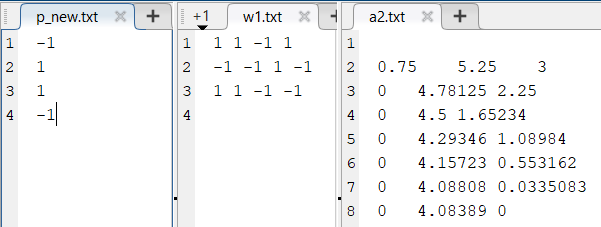 p_new.txt × +
1 -1
2 1
3 1
4 -1
+1 w1.txt × +
1 1 1 -1 1
2 -1 -1 1 -1
3 1 1 -1 -1
4
a2.txt × +
1
2 0.75 5.25 3
3 0 4.78125 2.25
4 0 4.5 1.65234
5 0 4.29346 1.08984
6 0 4.15723 0.553162
7 0 4.08808 0.0335083
8 0 4.08389 0